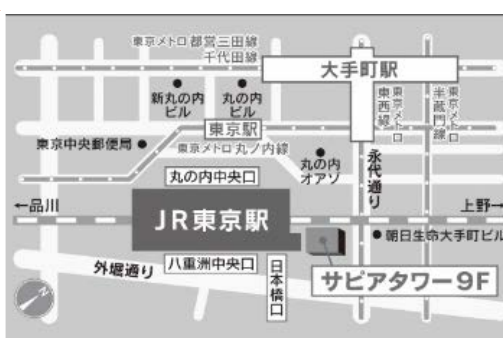 東京メトロ都営三田線
千代田線
大手町駅
新丸の内
ビル
丸の内
ビル
東京駅
東京メトロ
東西線
東京メトロ
半蔵門線
東京中央郵便局
東京メトロ丸ノ内線
丸の内
オアゾ
永代通り
丸の内中央口
←品川
上野→
JR東京駅
朝日生命大手町ビル
外堀通り
八重洲中央口
日本橋口
サピアタワー9F
N